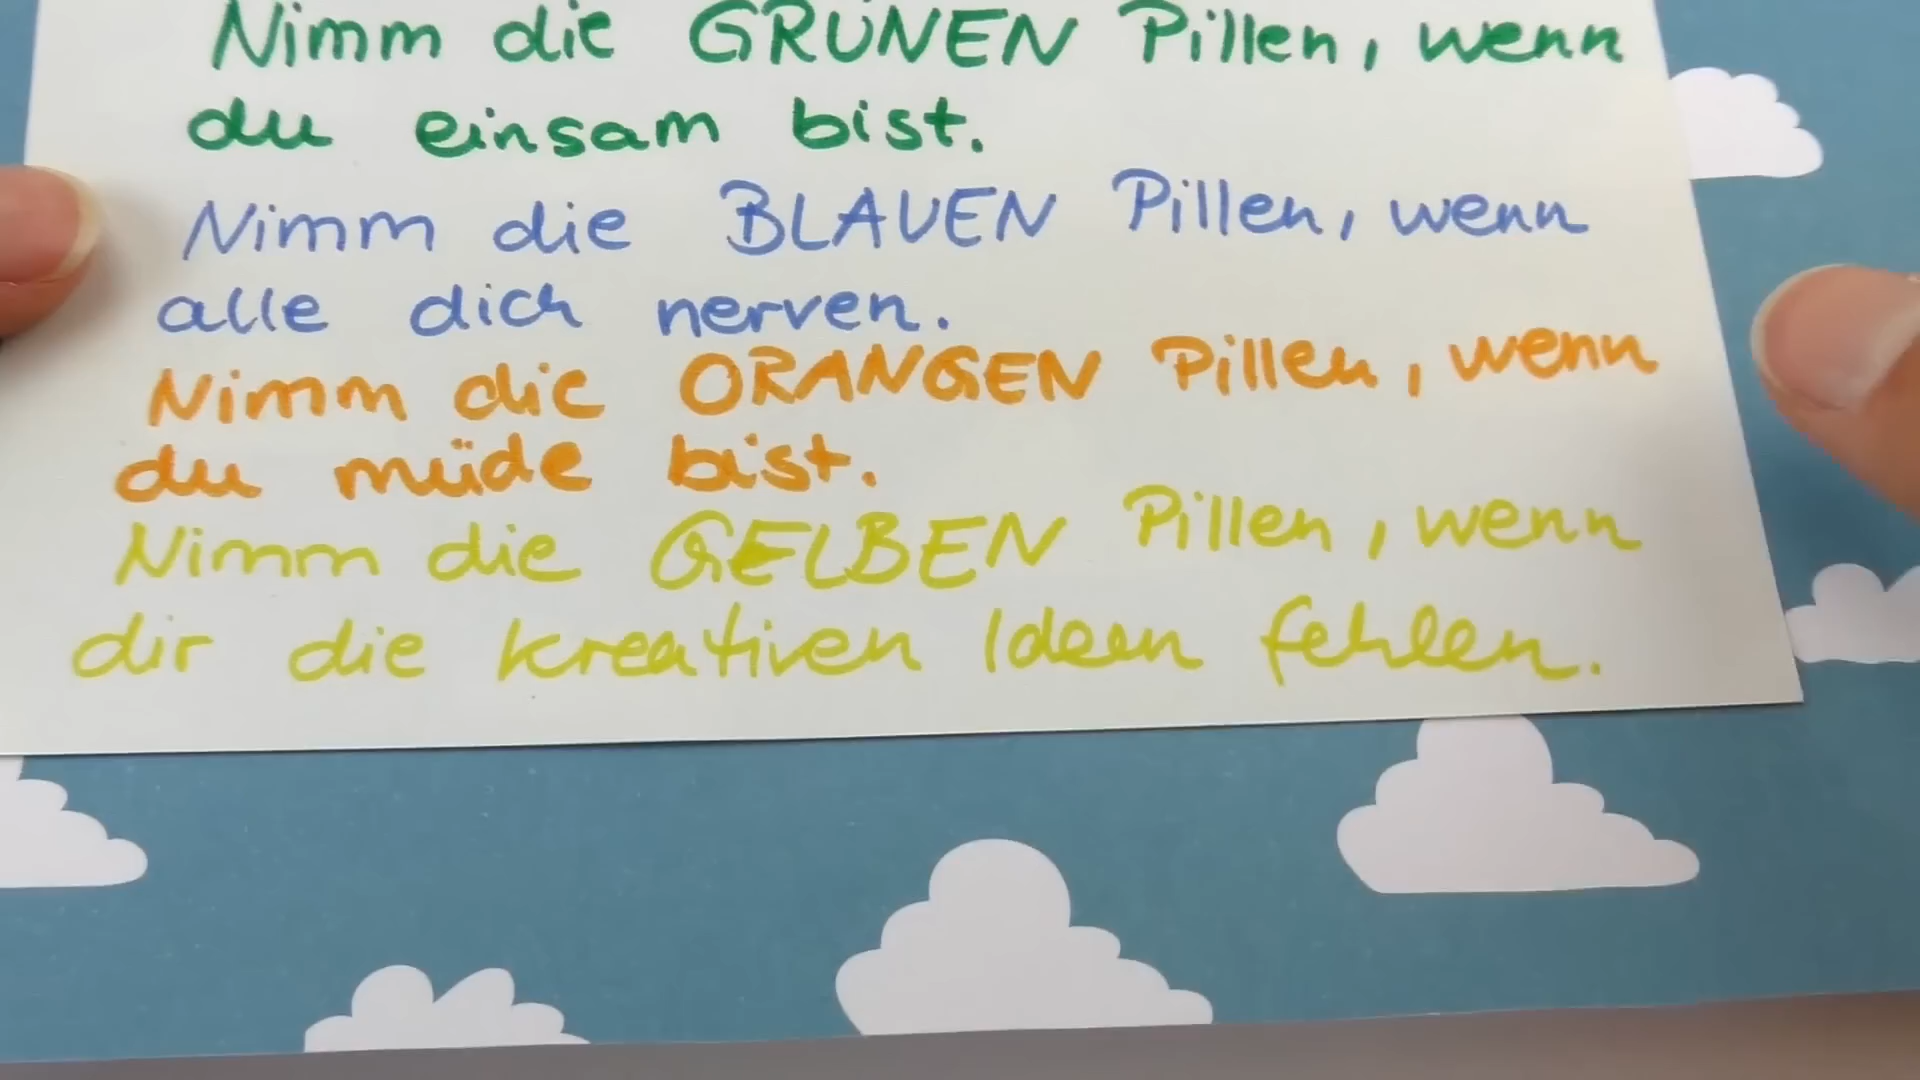 Nimm die GRÜNEN Pillen, wenn
du einsam bist.
Nimm die BLAUEN Pillen, wenn
alle dich nerven.
Nimm die ORANGEN Pillen, wenn
du müde bist.
Nimm die GELBEN Pillen, wenn
dir die kreativen Ideen fehlen.